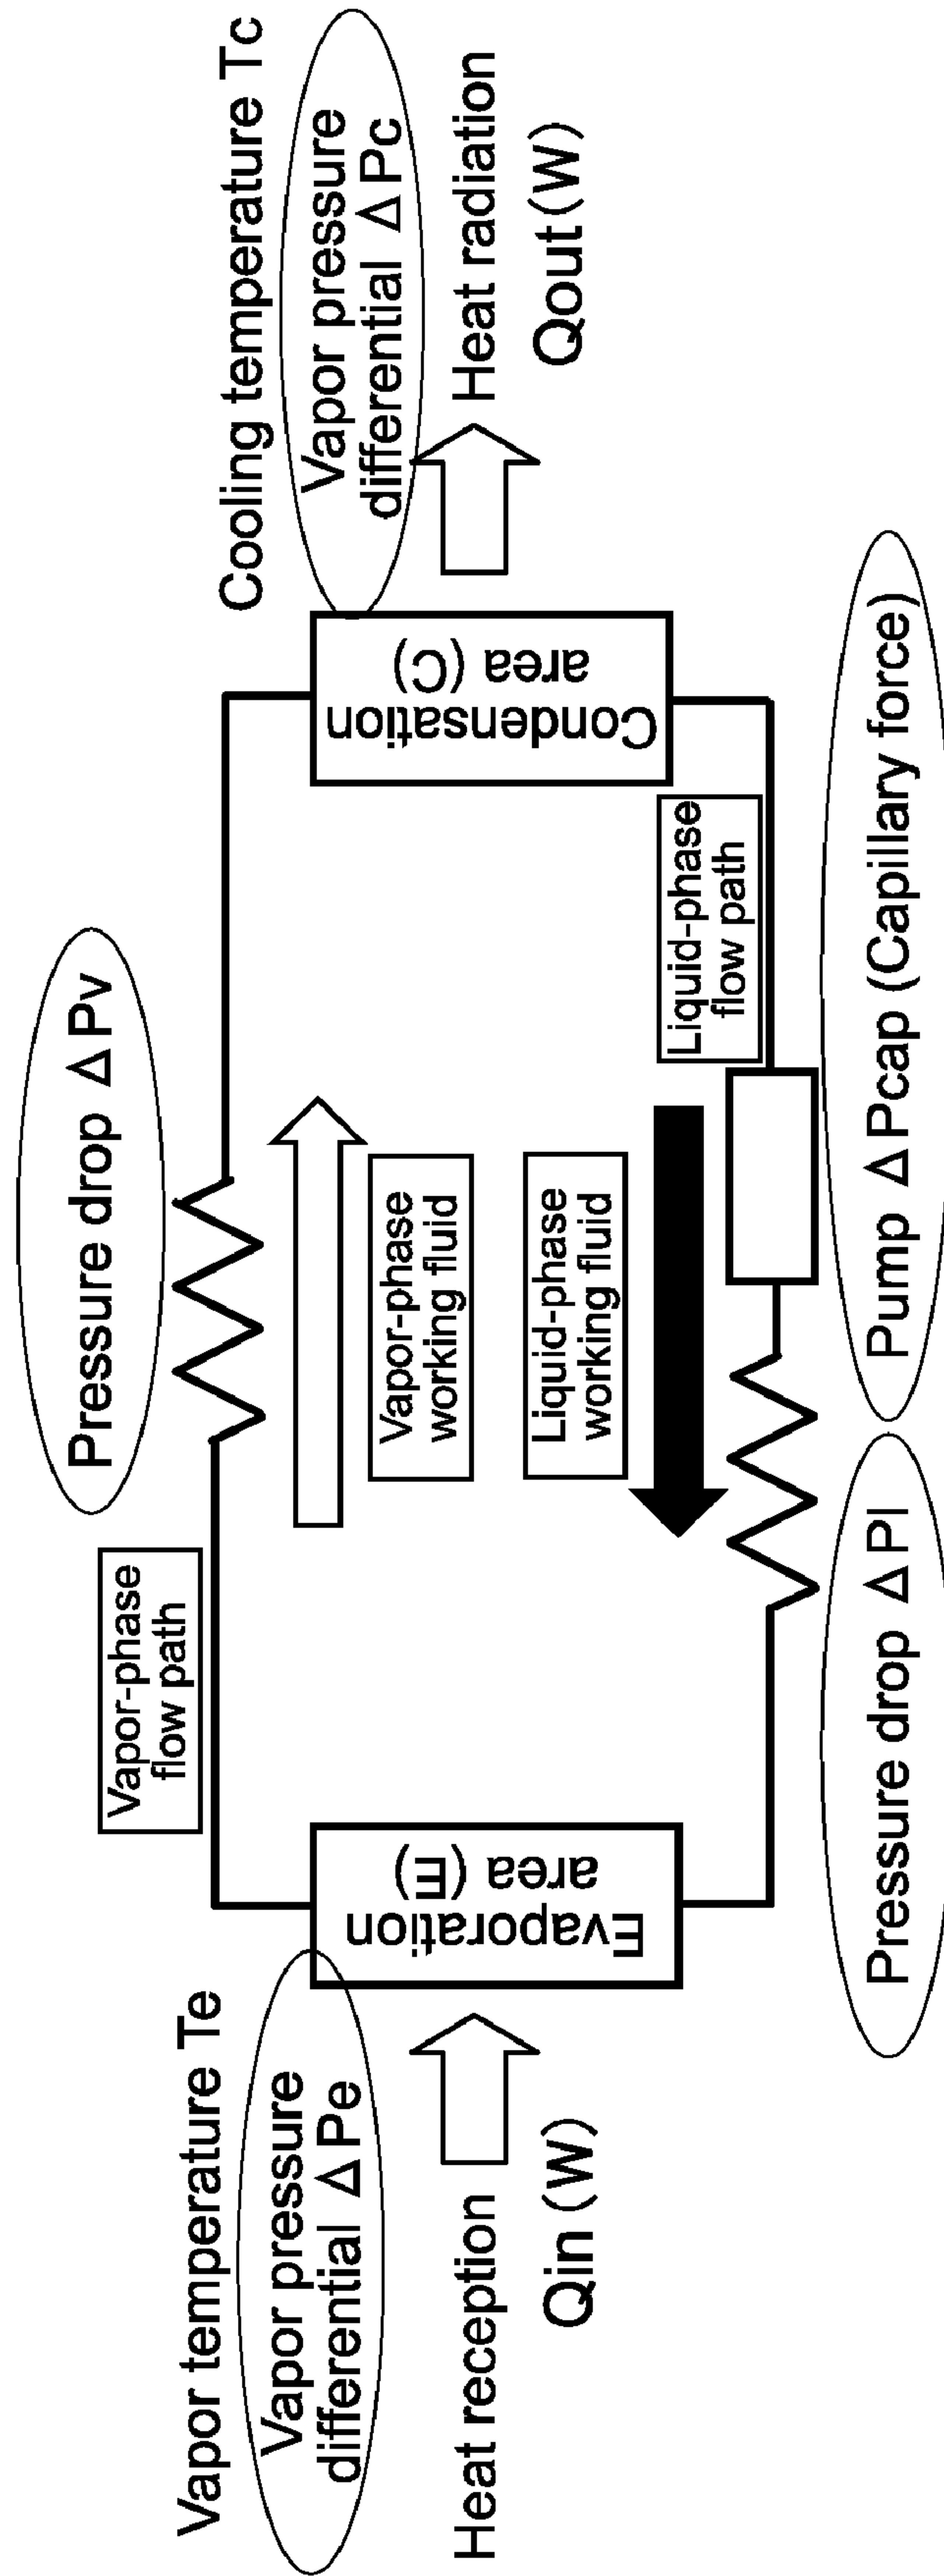 Vapor temperature Te
Vapor pressure
differential ΔPe
Heat reception
Qin (W)
Evaporation
area (E)
Vapor-phase
flow path
Pressure drop ΔPv
Vapor-phase
working fluid
Liquid-phase
working fluid
Pressure drop ΔPl
Pump ΔPcap (Capillary force)
Liquid-phase
flow path
Condensation
area (C)
Cooling temperature Tc
Vapor pressure
differential ΔPc
Heat radiation
Qout (W)